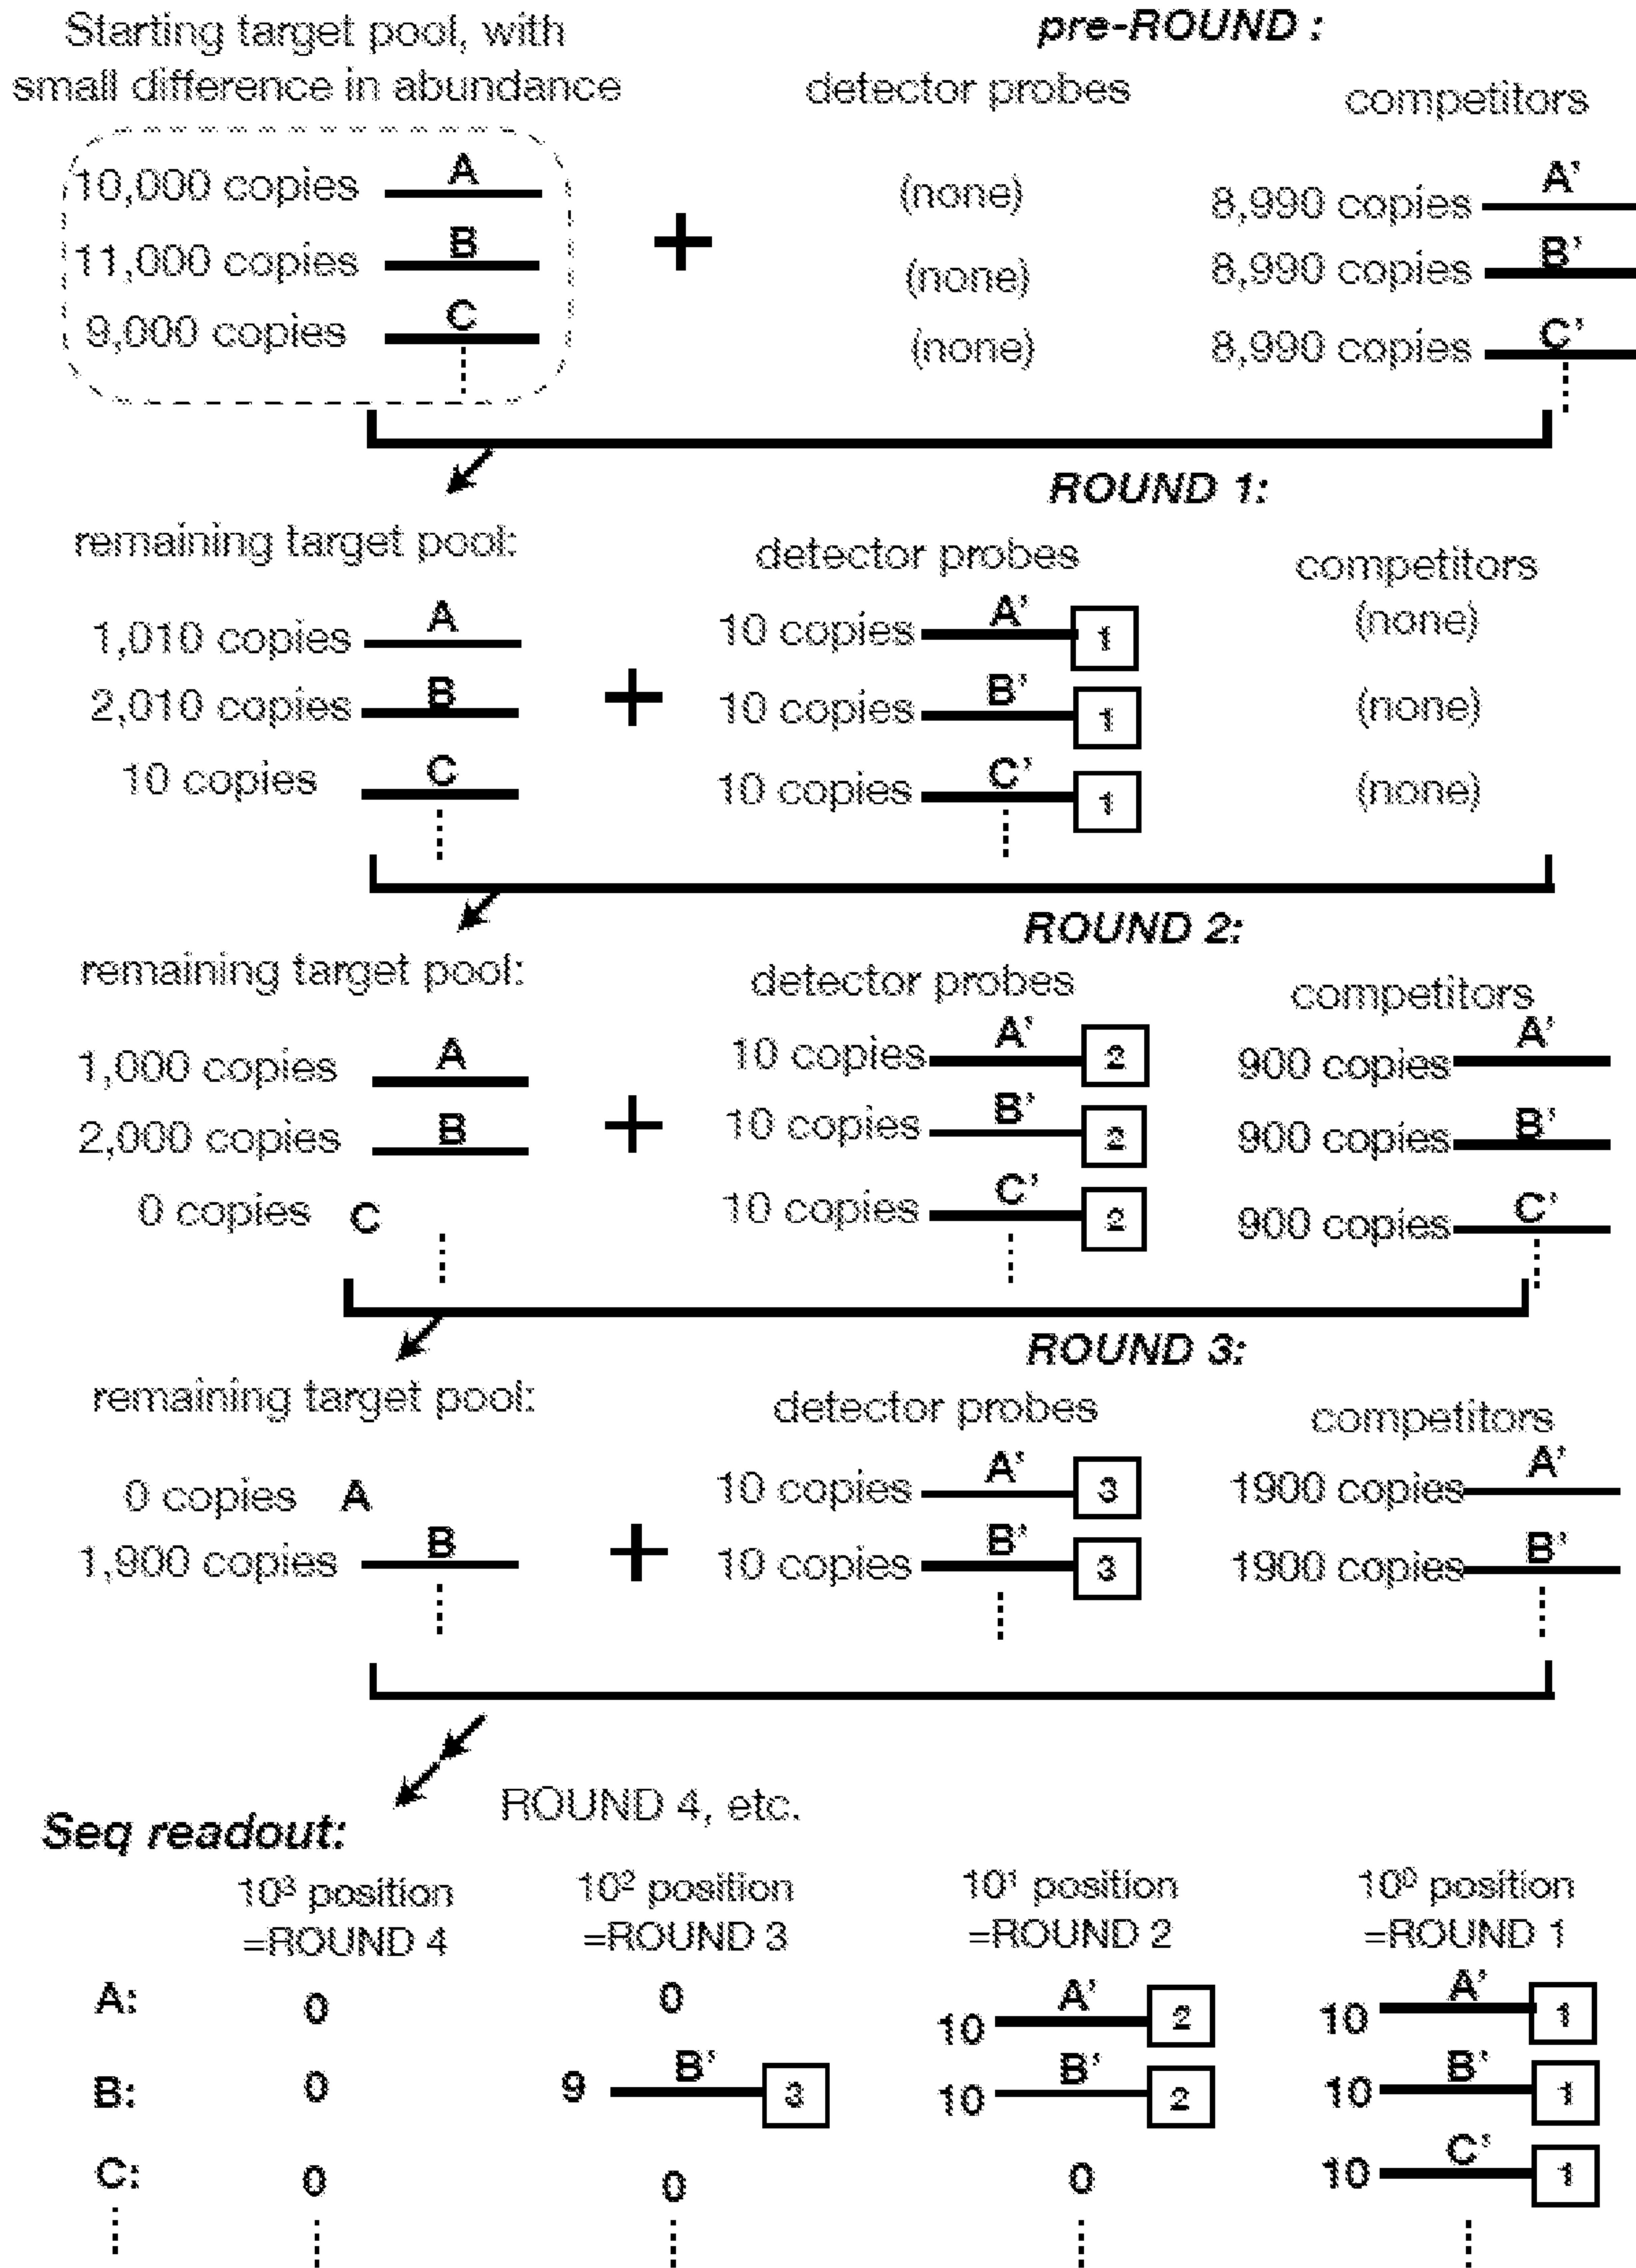 Starting target pool, with
small difference in abundance
pre-ROUND :
detector probes
competitors
10,000 copies A
(none)
8,990 copies A'
11,000 copies B
+
(none)
8,990 copies B'
9,000 copies C
(none)
8,990 copies C'
ROUND 1:
remaining target pool:
detector probes
competitors
1,010 copies A
10 copies A' 1
(none)
2,010 copies B
+
10 copies B' 1
(none)
10 copies C
10 copies C' 1
(none)
ROUND 2:
remaining target pool:
detector probes
competitors
1,000 copies A
10 copies A' 2
900 copies A'
2,000 copies B
+
10 copies B' 2
900 copies B'
0 copies C
10 copies C' 2
900 copies C'
ROUND 3:
remaining target pool:
detector probes
competitors
0 copies A
10 copies A' 3
1900 copies A'
1,900 copies B
+
10 copies B' 3
1900 copies B'
ROUND 4, etc.
Seq readout:
10³ position
=ROUND 4
10² position
=ROUND 3
10¹ position
=ROUND 2
10⁰ position
=ROUND 1
A: 0 0 10 A' 2 10 A' 1
B: 0 9 B' 3 10 B' 2 10 B' 1
C: 0 0 0 10 C' 1